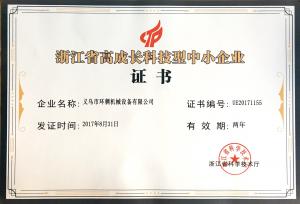 浙江省高成长科技型中小企业
证书
企业名称：义乌市环朝机械设备有限公司 证书编号：UE20171155
发证时间：2017年8月31日 有效期：两年
浙江省科学技术厅